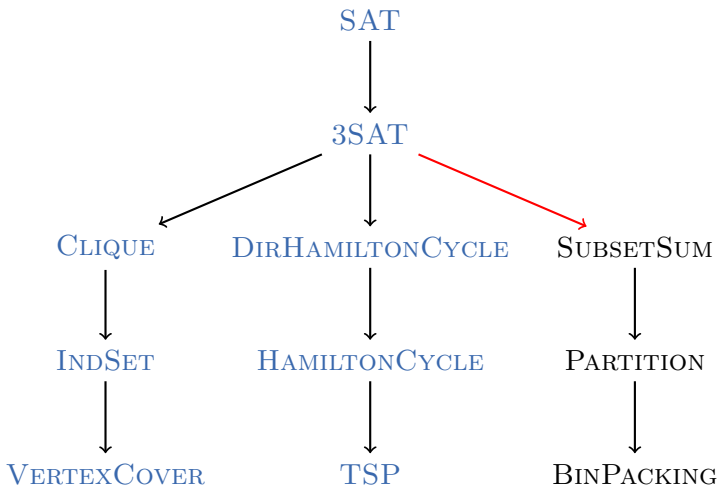 SAT
3SAT
CLIQUE DIRHAMILTONCYCLE SUBSETSUM
INDSET HAMILTONCYCLE PARTITION
VERTEXCOVER TSP BINPACKING